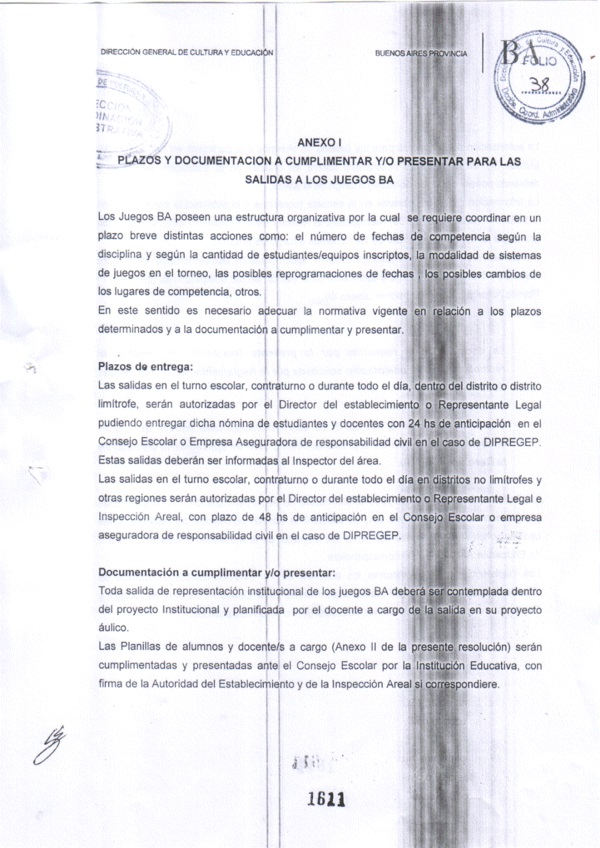 DIRECCIÓN GENERAL DE CULTURA Y EDUCACIÓN
BUENOS AIRES PROVINCIA
BA
FOLIO
38
Coord. Administrativa
ANEXO I
PLAZOS Y DOCUMENTACION A CUMPLIMENTAR Y/O PRESENTAR PARA LAS
SALIDAS A LOS JUEGOS BA
Los Juegos BA poseen una estructura organizativa por la cual se requiere coordinar en un
plazo breve distintas acciones como: el número de fechas de competencia según la
disciplina y según la cantidad de estudiantes/equipos inscriptos, la modalidad de sistemas
de juegos en el torneo, las posibles reprogramaciones de fechas , los posibles cambios de
los lugares de competencia, otros.
En este sentido es necesario adecuar la normativa vigente en relación a los plazos
determinados y a la documentación a cumplimentar y presentar.
Plazos de entrega:
Las salidas en el turno escolar, contraturno o durante todo el día, dentro del distrito o distrito
limítrofe, serán autorizadas por el Director del establecimiento o Representante Legal
pudiendo entregar dicha nómina de estudiantes y docentes con 24 hs de anticipación en el
Consejo Escolar o Empresa Aseguradora de responsabilidad civil en el caso de DIPREGEP.
Estas salidas deberán ser informadas al Inspector del área.
Las salidas en el turno escolar, contraturno o durante todo el día en distritos no limítrofes y
otras regiones serán autorizadas por el Director del establecimiento o Representante Legal e
Inspección Areal, con plazo de 48 hs de anticipación en el Consejo Escolar o empresa
aseguradora de responsabilidad civil en el caso de DIPREGEP.
Documentación a cumplimentar y/o presentar:
Toda salida de representación institucional de los juegos BA deberá ser contemplada dentro
del proyecto Institucional y planificada por el docente a cargo de la salida en su proyecto
áulico.
Las Planillas de alumnos y docente/s a cargo (Anexo II de la presente resolución) serán
cumplimentadas y presentadas ante el Consejo Escolar por la Institución Educativa, con
firma de la Autoridad del Establecimiento y de la Inspección Areal si correspondiere.
1611